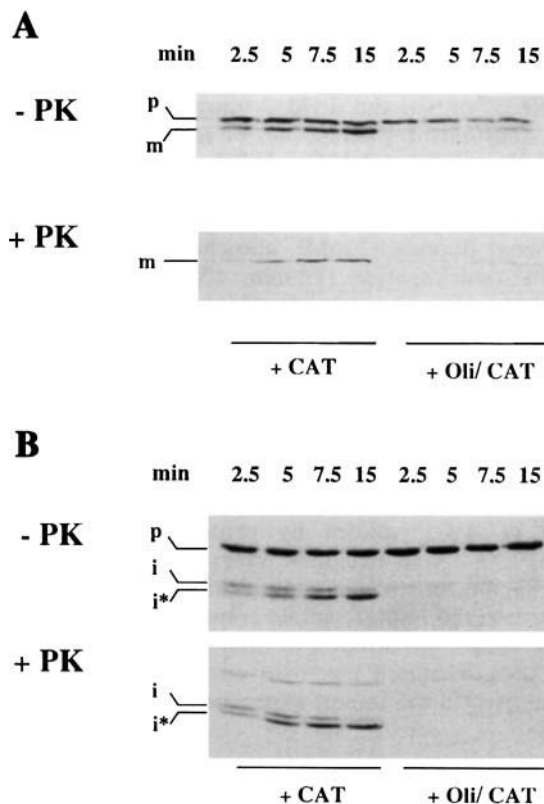 A
min 2.5 5 7.5 15 2.5 5 7.5 15
p
- PK
m
+ PK
m
+ CAT + Oli/ CAT
B
min 2.5 5 7.5 15 2.5 5 7.5 15
- PK
p
i
i*
+ PK
i
i*
+ CAT + Oli/ CAT